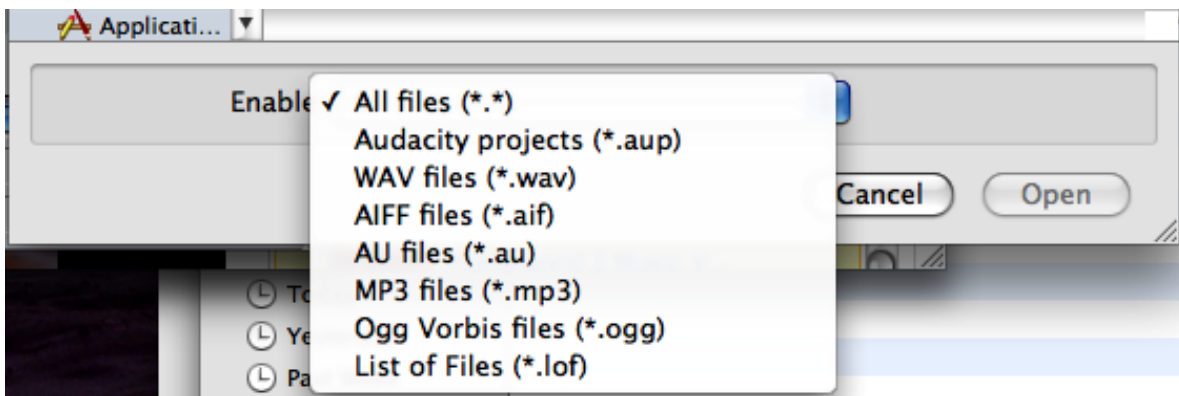 Applicati...
Enable ✓ All files (*.*)
Audacity projects (*.aup)
WAV files (*.wav)
AIFF files (*.aif)
AU files (*.au)
MP3 files (*.mp3)
Ogg Vorbis files (*.ogg)
List of Files (*.lof)
Cancel
Open